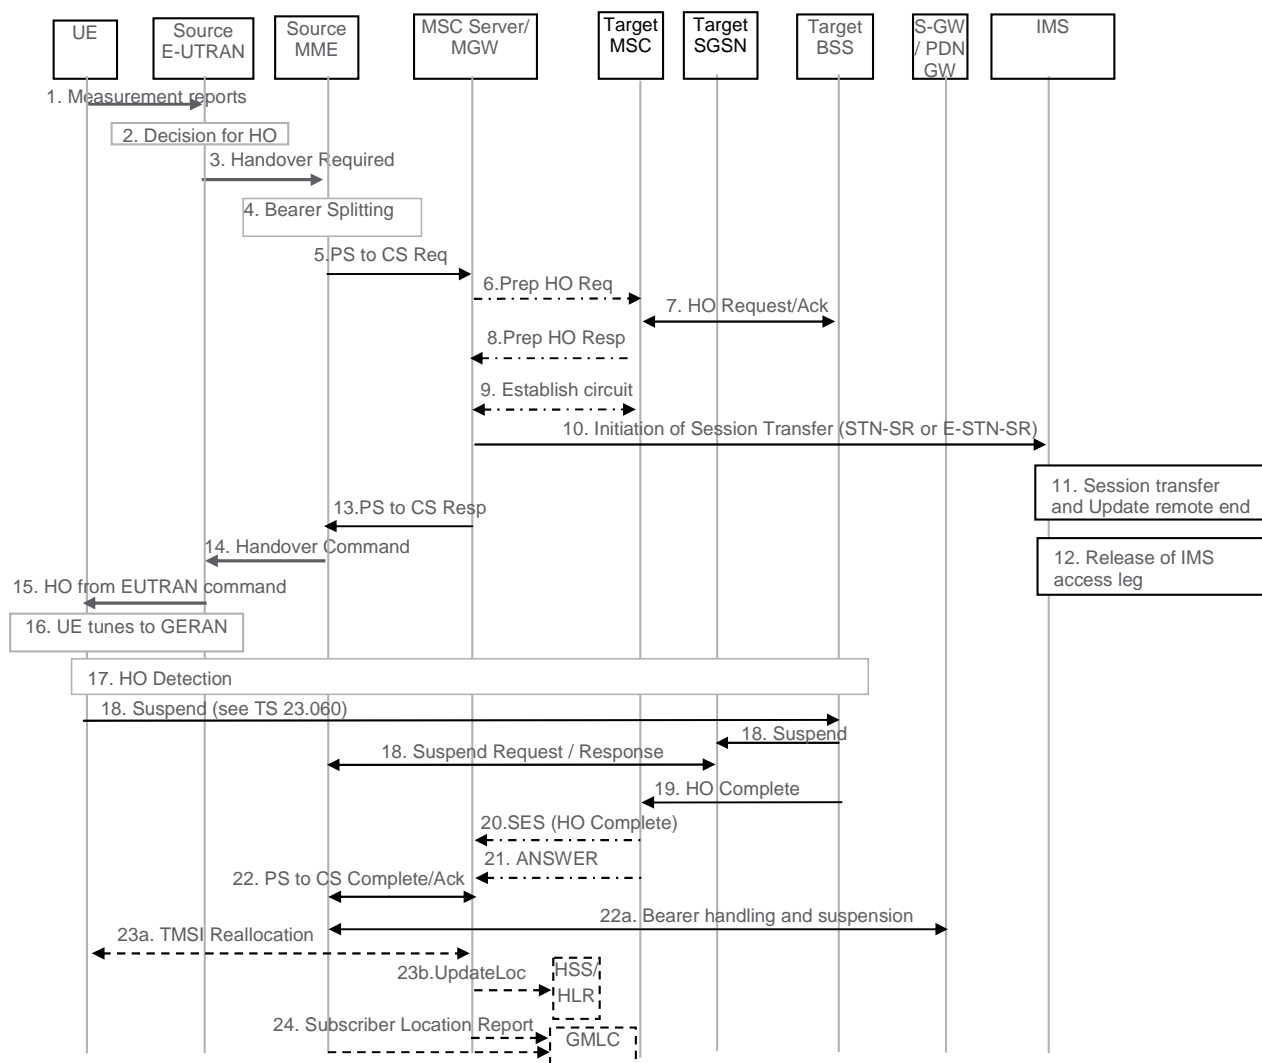 UE
Source
E-UTRAN
Source
MME
MSC Server/
MGW
Target
MSC
Target
SGSN
Target
BSS
S-GW
/ PDN
GW
IMS
1. Measurement reports
2. Decision for HO
3. Handover Required
4. Bearer Splitting
5.PS to CS Req
6.Prep HO Req
7. HO Request/Ack
8.Prep HO Resp
9. Establish circuit
10. Initiation of Session Transfer (STN-SR or E-STN-SR)
11. Session transfer
and Update remote end
13.PS to CS Resp
14. Handover Command
12. Release of IMS
access leg
15. HO from EUTRAN command
16. UE tunes to GERAN
17. HO Detection
18. Suspend (see TS 23.060)
18. Suspend
18. Suspend Request / Response
19. HO Complete
20.SES (HO Complete)
21. ANSWER
22. PS to CS Complete/Ack
22a. Bearer handling and suspension
23a. TMSI Reallocation
23b.UpdateLoc
HSS/
HLR
24. Subscriber Location Report
GMLC